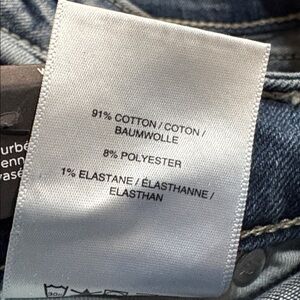 91% COTTON / COTON /
BAUMWOLLE
8% POLYESTER
1% ELASTANE / ÉLASTHANNE /
ELASTHAN